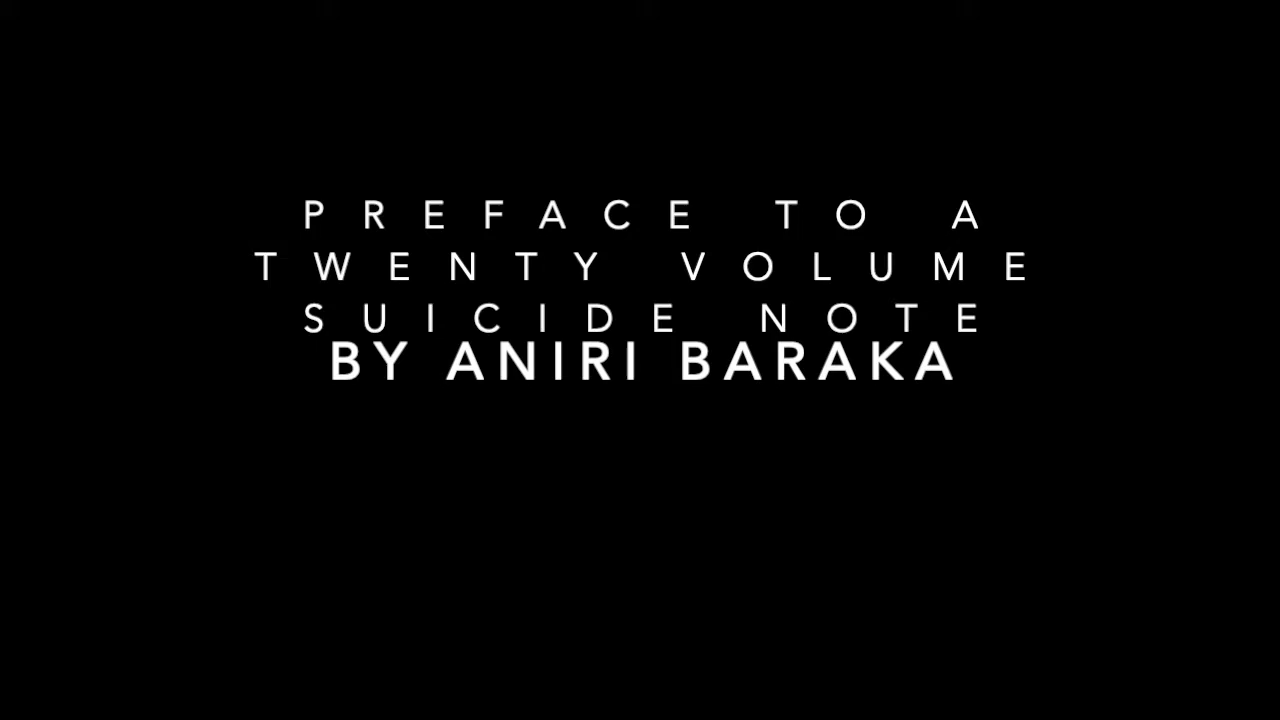 PREFACE TO A
TWENTY VOLUME
SUICIDE NOTE
BY ANIRI BARAKA